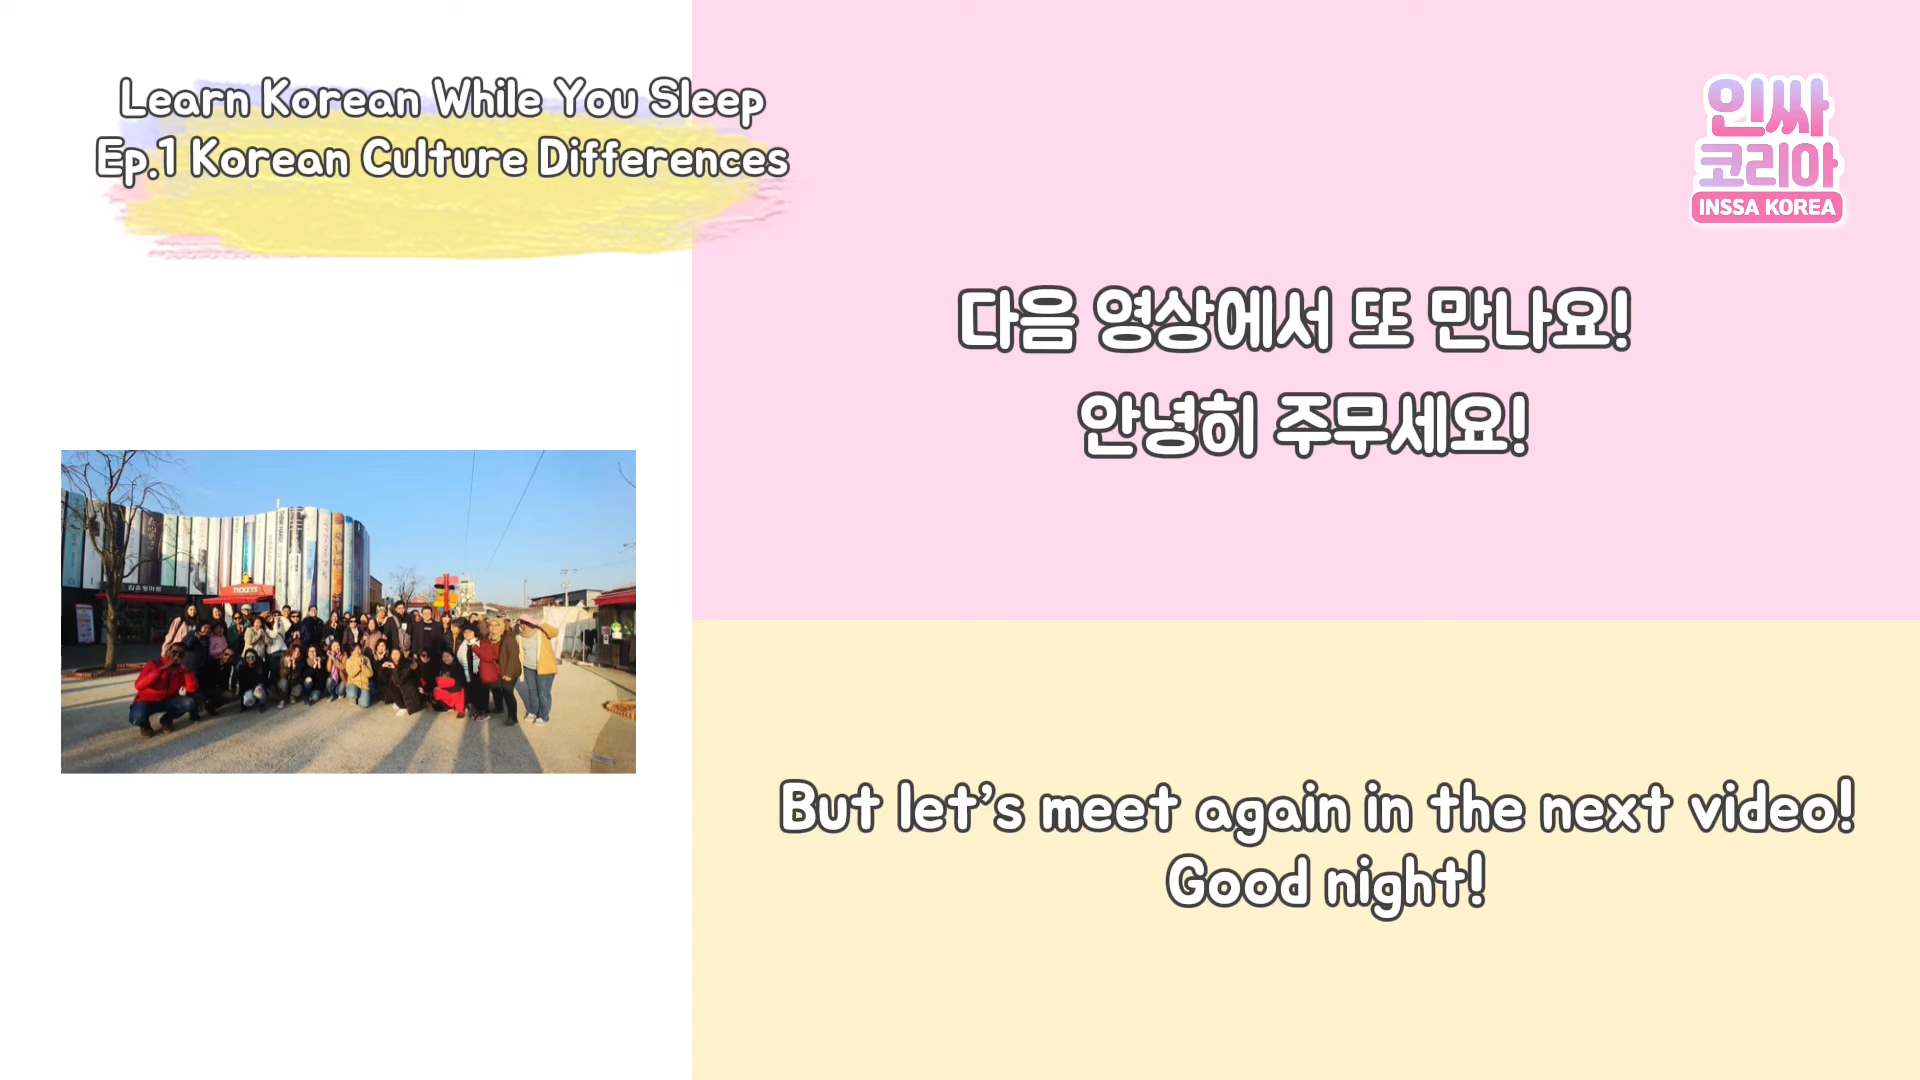 Learn Korean While You Sleep
Ep.1 Korean Culture Differences
인싸
코리아
INSSA KOREA
다음 영상에서 또 만나요!
안녕히 주무세요!
TICKETS
But let's meet again in the next video!
Good night!